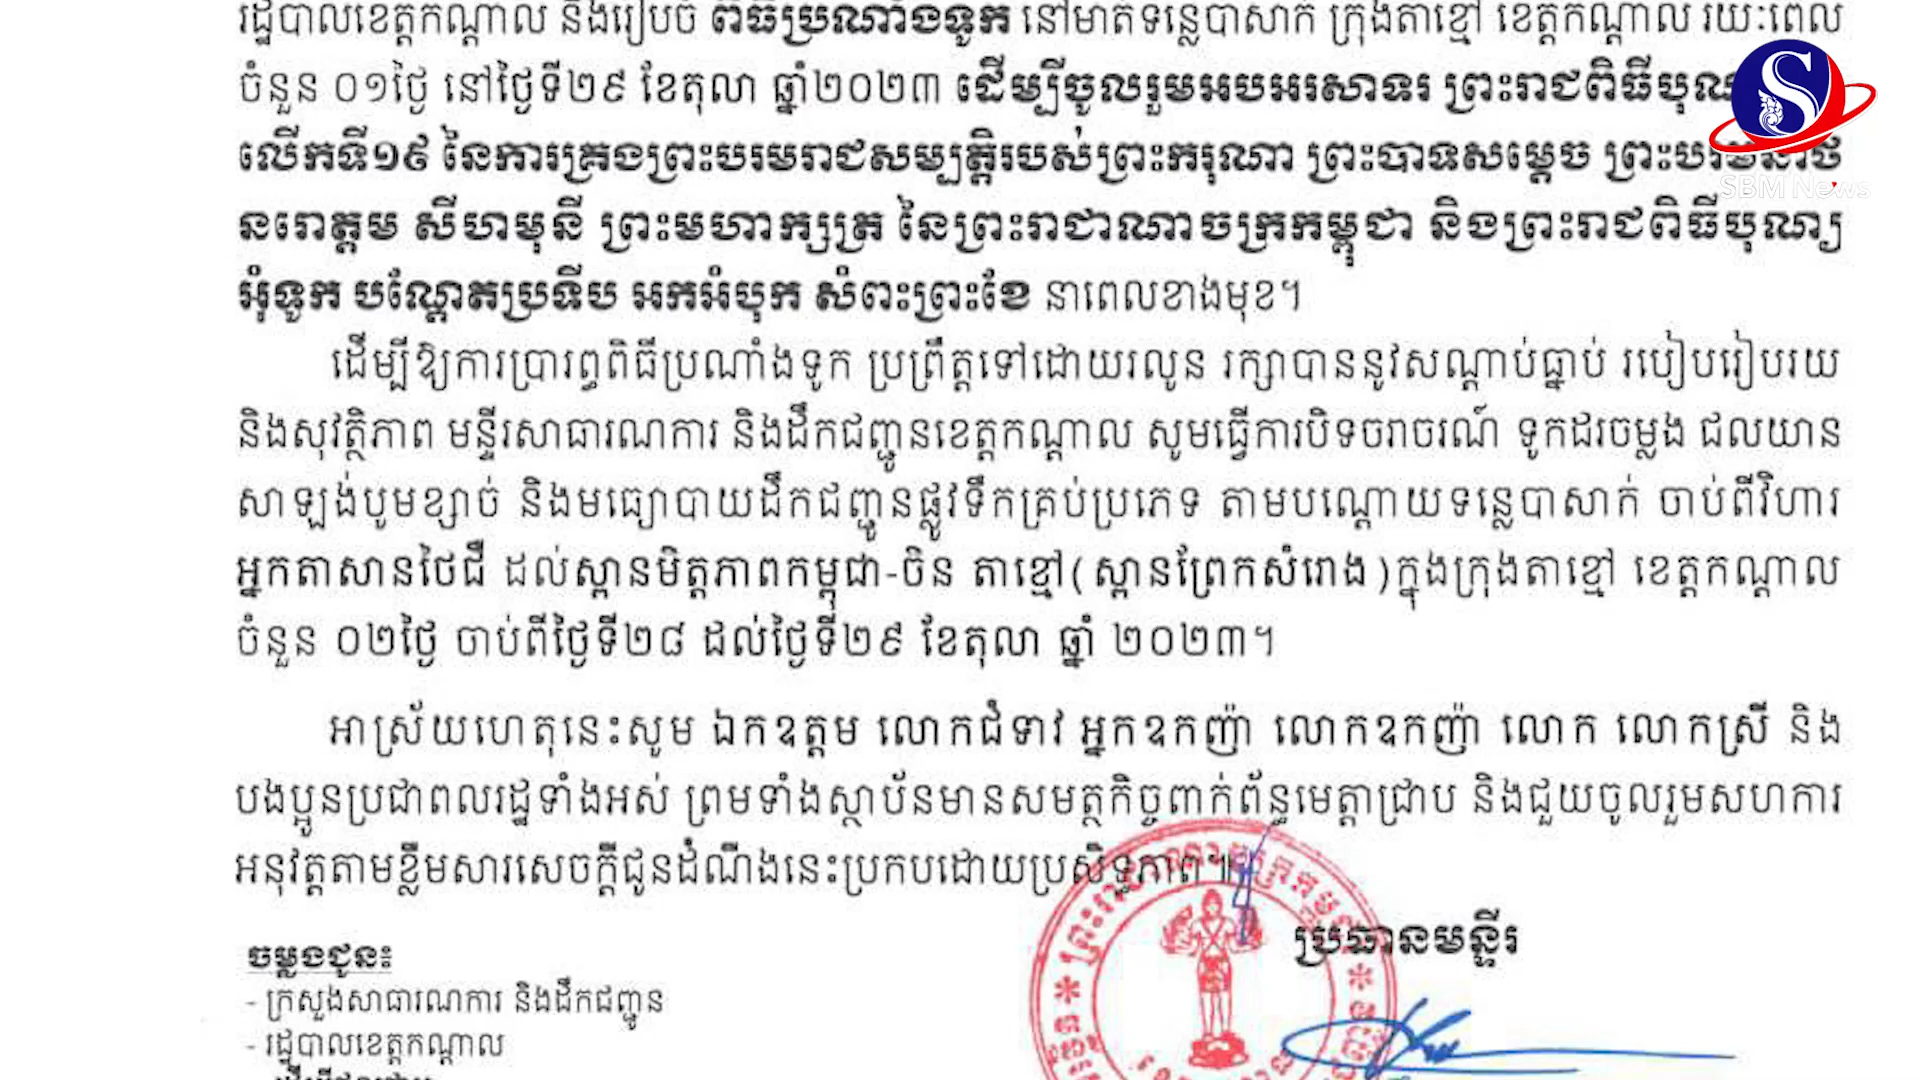 រដ្ឋបាលខេត្តកណ្តាល នឹងរៀបចំ ពិធីប្រណាំងទូក នៅមាត់ទន្លេបាសាក់ ក្រុងតាខ្មៅ ខេត្តកណ្តាល រយៈពេល
ចំនួន ០១ថ្ងៃ នៅថ្ងៃទី២៩ ខែតុលា ឆ្នាំ២០២៣ ដើម្បីចូលរួមអបអរសាទរ ព្រះរាជពិធីបុណ្យ
លើកទី១៩ នៃការគ្រងព្រះបរមរាជសម្បត្តិរបស់ព្រះករុណា ព្រះបាទសម្តេច ព្រះបរមនាថ
នរោត្តម សីហមុនី ព្រះមហាក្សត្រ នៃព្រះរាជាណាចក្រកម្ពុជា និងព្រះរាជពិធីបុណ្យ
អុំទូក បណ្តែតប្រទីប អកអំបុក សំពះព្រះខែ នាពេលខាងមុខ។
ដើម្បីឱ្យការប្រារព្ធពិធីប្រណាំងទូក ប្រព្រឹត្តទៅដោយរលូន រក្សាបាននូវសណ្តាប់ធ្នាប់ របៀបរៀបរយ
និងសុវត្ថិភាព មន្ទីរសាធារណការ និងដឹកជញ្ជូនខេត្តកណ្តាល សូមធ្វើការបិទចរាចរណ៍ ទូកដរចម្លង ជលយាន
សាឡង់បូមខ្សាច់ និងមធ្យោបាយដឹកជញ្ជូនផ្លូវទឹកគ្រប់ប្រភេទ តាមបណ្តោយទន្លេបាសាក់ ចាប់ពីវិហារ
អ្នកតាសានថៃជឺ ដល់ស្ពានមិត្តភាពកម្ពុជា-ចិន តាខ្មៅ(ស្ពានព្រែកសំរោង)ក្នុងក្រុងតាខ្មៅ ខេត្តកណ្តាល
ចំនួន ០២ថ្ងៃ ចាប់ពីថ្ងៃទី២៨ ដល់ថ្ងៃទី២៩ ខែតុលា ឆ្នាំ ២០២៣។
អាស្រ័យហេតុនេះសូម ឯកឧត្តម លោកជំទាវ អ្នកឧកញ៉ា លោកឧកញ៉ា លោក លោកស្រី និង
បងប្អូនប្រជាពលរដ្ឋទាំងអស់ ព្រមទាំងស្ថាប័នមានសមត្ថកិច្ចពាក់ព័ន្ធមេត្តាជ្រាប និងជួយចូលរួមសហការ
អនុវត្តតាមខ្លឹមសារសេចក្តីជូនដំណឹងនេះប្រកបដោយប្រសិទ្ធភាព៕
ប្រធានមន្ទីរ
ចម្លងជូន៖
- ក្រសួងសាធារណការ និងដឹកជញ្ជូន
- រដ្ឋបាលខេត្តកណ្តាល
S
SBM News